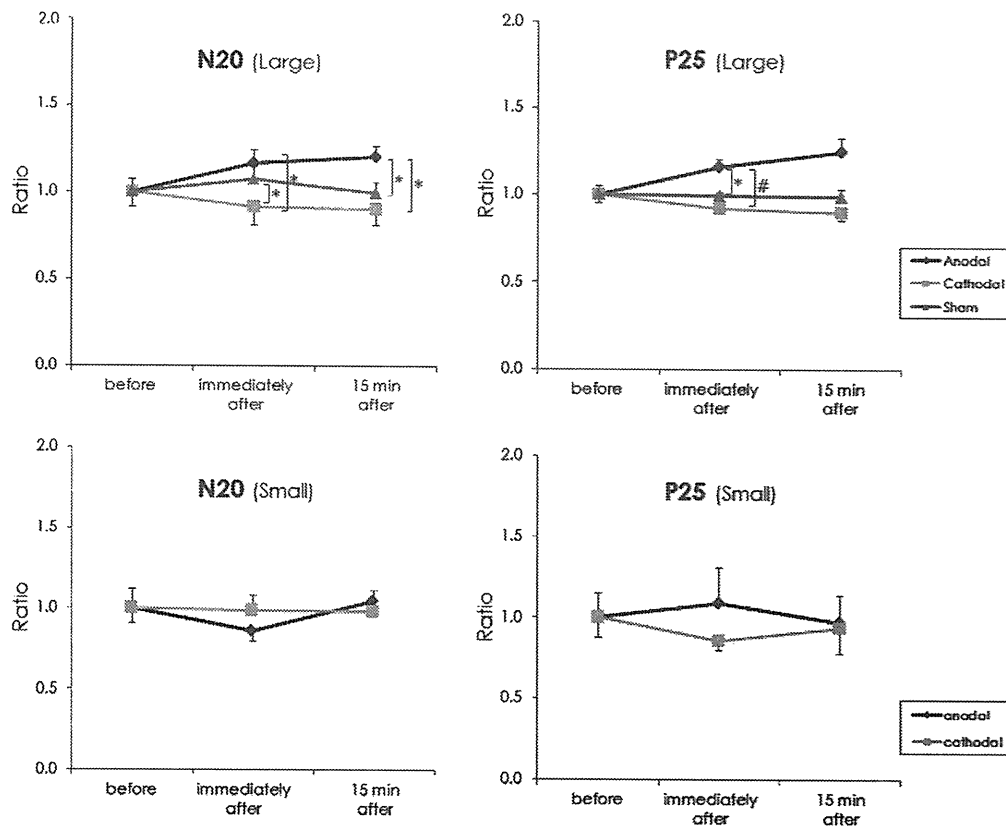 N20 (Large)
Ratio
2.0
1.5
1.0
0.5
0.0
*
*
*
*
before
immediately
after
15 min
after
P25 (Large)
Ratio
2.0
1.5
1.0
0.5
0.0
*
#
before
immediately
after
15 min
after
Anodal
Cathodal
Sham
N20 (Small)
Ratio
2.0
1.5
1.0
0.5
0.0
before
immediately
after
15 min
after
P25 (Small)
Ratio
2.0
1.5
1.0
0.5
0.0
before
immediately
after
15 min
after
anodal
cathodal